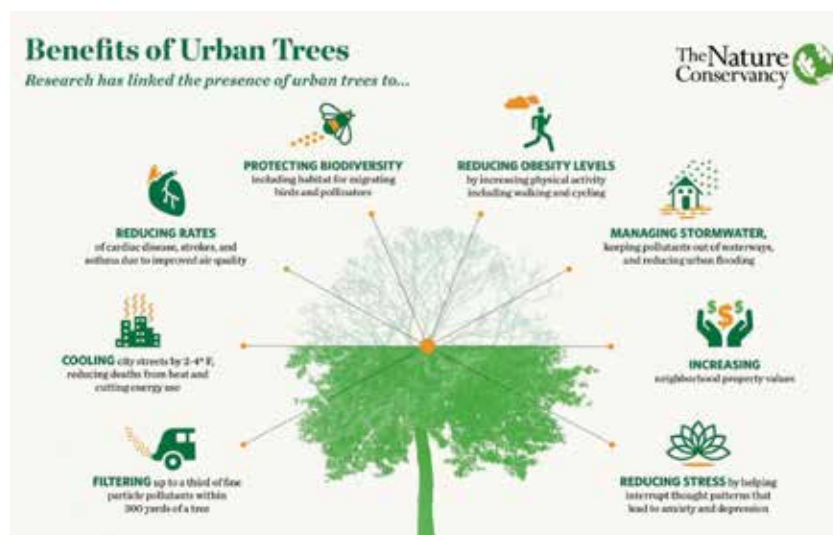 Benefits of Urban Trees
Research has linked the presence of urban trees to...
The Nature
Conservancy
PROTECTING BIODIVERSITY
including habitat for migrating
birds and pollinators
REDUCING OBESITY LEVELS
by increasing physical activity
including walking and cycling
REDUCING RATES
of cardiac disease, strokes, and
asthma due to improved air quality
MANAGING STORMWATER,
keeping pollutants out of waterways,
and reducing urban flooding
COOLING city streets by 2-4° F,
reducing deaths from heat and
cutting energy use
INCREASING
neighborhood property values
FILTERING up to a third of fine
particle pollutants within
300 yards of a tree
REDUCING STRESS by helping
interrupt thought patterns that
lead to anxiety and depression